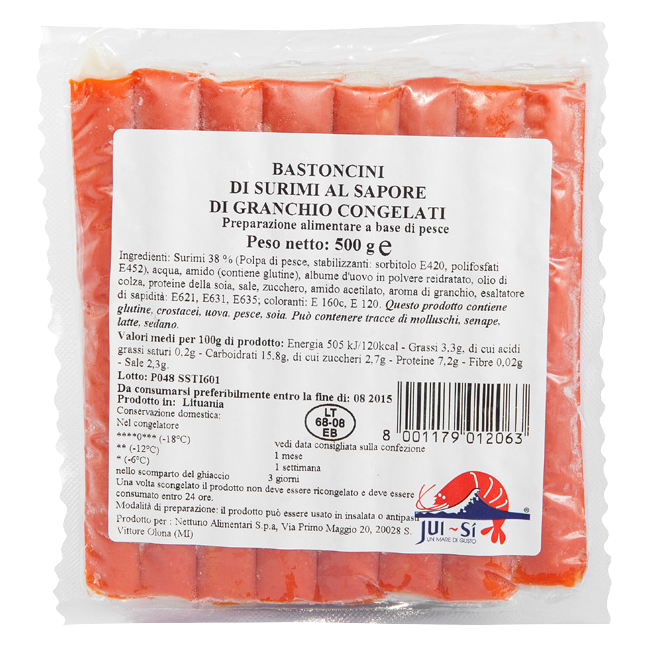 BASTONCINI
DI SURIMI AL SAPORE
DI GRANCHIO CONGELATI
Preparazione alimentare a base di pesce
Peso netto: 500 g e
Ingredienti: Surimi 38 % (Polpa di pesce, stabilizzanti: sorbitolo E420, polifosfati
E452), acqua, amido (contiene glutine), albume d'uovo in polvere reidratato, olio di
colza, proteine della soia, sale, zucchero, amido acetilato, aroma di granchio, esaltatore
di sapidità: E621, E631, E635; coloranti: E 160c, E 120. Questo prodotto contiene
glutine, crostacei, uova, pesce, soia. Può contenere tracce di molluschi, senape,
latte, sedano.
Valori medi per 100g di prodotto: Energia 505 kJ/120kcal - Grassi 3,3g, di cui acidi
grassi saturi 0,2g - Carboidrati 15,8g, di cui zuccheri 2,7g - Proteine 7,2g - Fibre 0,02g
- Sale 2,3g.
Lotto: P048 SSTI601
Da consumarsi preferibilmente entro la fine di: 08 2015
Prodotto in: Lituania
Conservazione domestica:
Nel congelatore
****0*** (-18°C) vedi data consigliata sulla confezione
** (-12°C) 1 mese
* (-6°C) 1 settimana
nello scomparto del ghiaccio 3 giorni
Una volta scongelato il prodotto non deve essere ricongelato e deve essere
consumato entro 24 ore.
Modalità di preparazione: il prodotto può essere usato in insalata o antipasti
Prodotto per : Nettuno Alimentari S.p.a, Via Primo Maggio 20, 20028 S.
Vittore Olona (MI)
LT
68-08
EB
8 001179 012063
JUI~Sí
UN MARE DI GUSTO
®